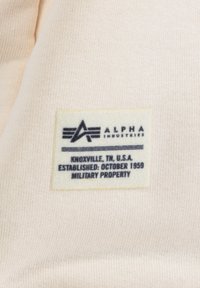 ALPHA
INDUSTRIES
KNOXVILLE, TN, U.S.A.
ESTABLISHED: OCTOBER 1959
MILITARY PROPERTY